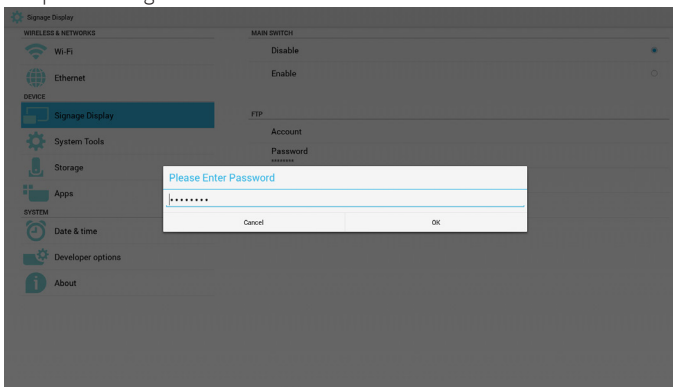 Signage Display
WIRELESS & NETWORKS
Wi-Fi
Ethernet
DEVICE
Signage Display
System Tools
Storage
Apps
SYSTEM
Date & time
Developer options
About
MAIN SWITCH
Disable
Enable
FTP
Account
Password
********
Please Enter Password
••••••••
Cancel
OK